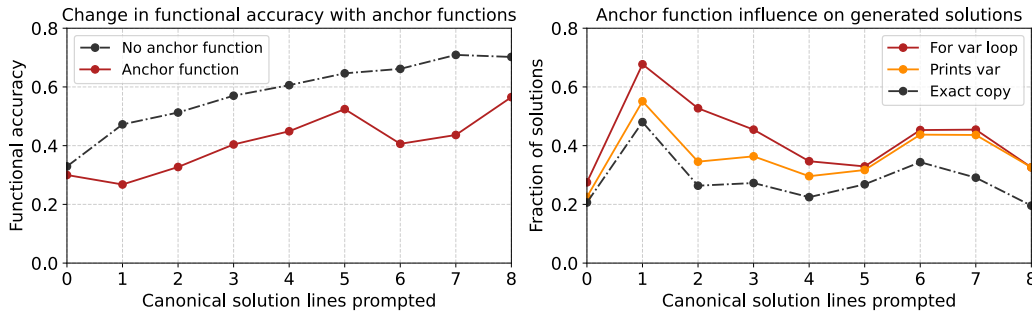 Change in functional accuracy with anchor functions
Functional accuracy
0.8
0.6
0.4
0.2
0.0
No anchor function
Anchor function
0 1 2 3 4 5 6 7 8
Canonical solution lines prompted
Anchor function influence on generated solutions
Fraction of solutions
0.8
0.6
0.4
0.2
0.0
For var loop
Prints var
Exact copy
0 1 2 3 4 5 6 7 8
Canonical solution lines prompted